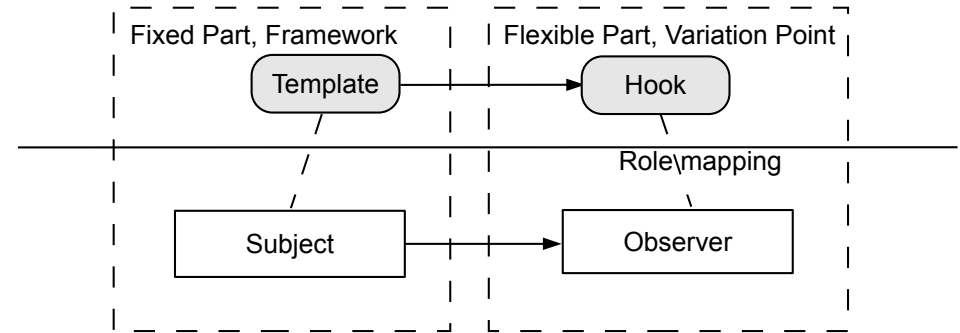 Fixed Part, Framework
Flexible Part, Variation Point
Template
Hook
Role\mapping
Subject
Observer